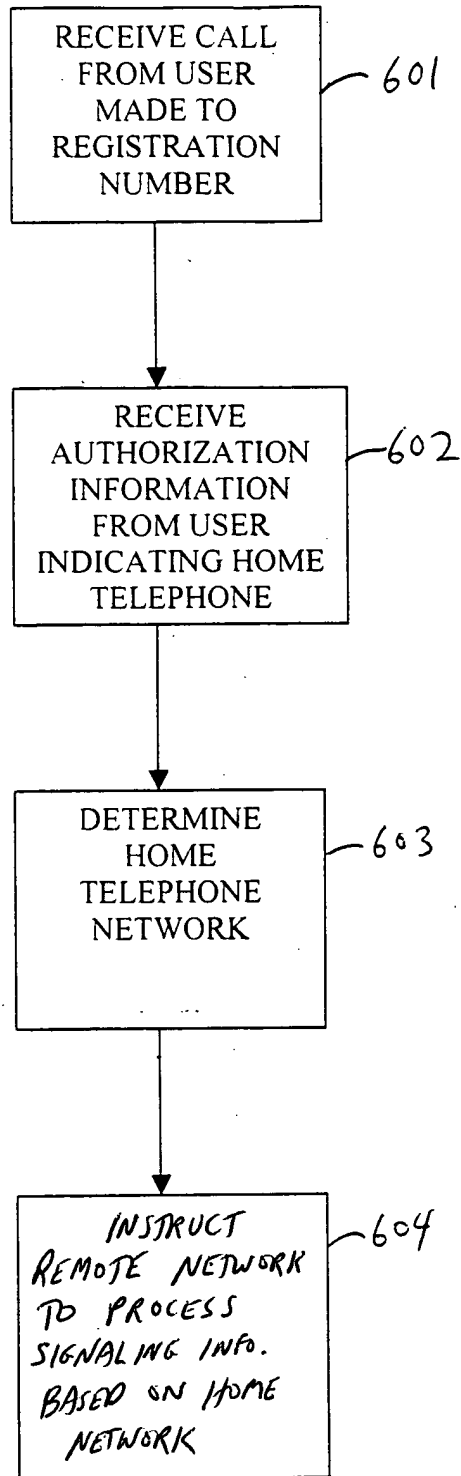 RECEIVE CALL
FROM USER
MADE TO
REGISTRATION
NUMBER
601
RECEIVE
AUTHORIZATION
INFORMATION
FROM USER
INDICATING HOME
TELEPHONE
602
DETERMINE
HOME
TELEPHONE
NETWORK
603
INSTRUCT
REMOTE NETWORK
TO PROCESS
SIGNALING INFO.
BASED ON HOME
NETWORK
604